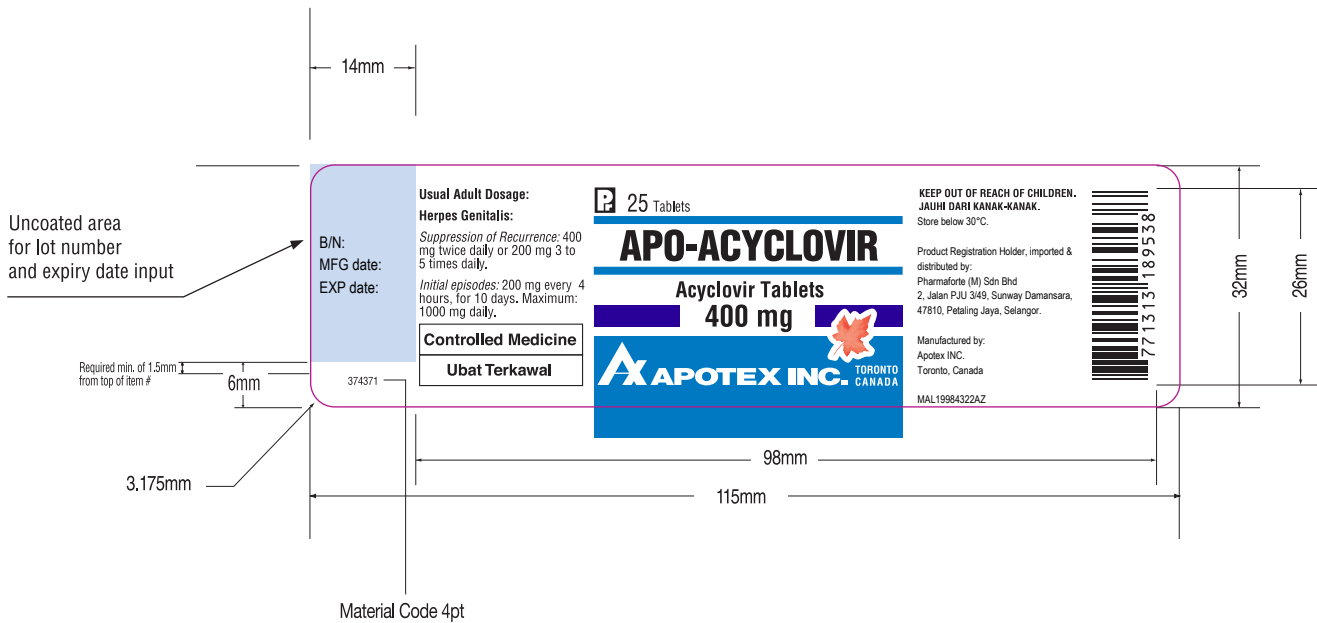 14mm
Uncoated area
for lot number
and expiry date input
B/N:
MFG date:
EXP date:
Required min. of 1.5mm
from top of item #
6mm
374371
3.175mm
Material Code 4pt
Usual Adult Dosage:
Herpes Genitalis:
Suppression of Recurrence: 400
mg twice daily or 200 mg 3 to
5 times daily.
Initial episodes: 200 mg every 4
hours, for 10 days. Maximum:
1000 mg daily.
Controlled Medicine
Ubat Terkawal
Pr 25 Tablets
APO-ACYCLOVIR
Acyclovir Tablets
400 mg
APOTEX INC.
TORONTO
CANADA
KEEP OUT OF REACH OF CHILDREN.
JAUHI DARI KANAK-KANAK.
Store below 30°C.
Product Registration Holder, imported &
distributed by:
Pharmaforte (M) Sdn Bhd
2, Jalan PJU 3/49, Sunway Damansara,
47810, Petaling Jaya, Selangor.
Manufactured by:
Apotex INC.
Toronto, Canada
MAL19984322AZ
7 71313 189538
32mm
26mm
98mm
115mm